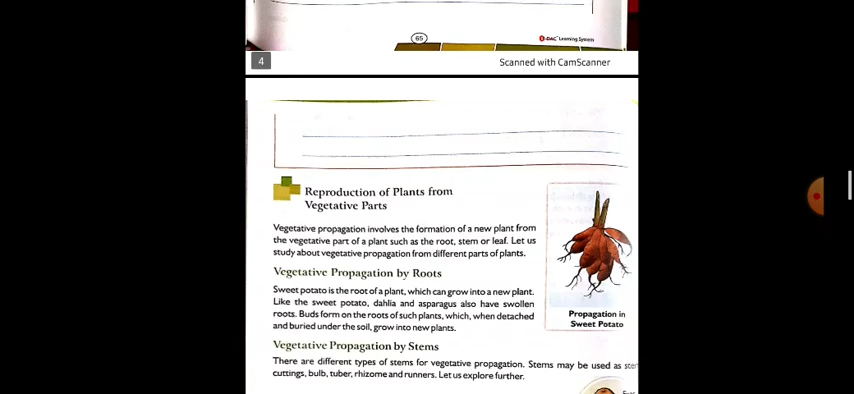 65
DAC Learning System
4
Scanned with CamScanner
Reproduction of Plants from
Vegetative Parts
Vegetative propagation involves the formation of a new plant from
the vegetative part of a plant such as the root, stem or leaf. Let us
study about vegetative propagation from different parts of plants.
Vegetative Propagation by Roots
Sweet potato is the root of a plant, which can grow into a new plant.
Like the sweet potato, dahlia and asparagus also have swollen
roots. Buds form on the roots of such plants, which, when detached
and buried under the soil, grow into new plants.
Propagation in
Sweet Potato
Vegetative Propagation by Stems
There are different types of stems for vegetative propagation. Stems may be used as
cuttings, bulb, tuber, rhizome and runners. Let us explore further.